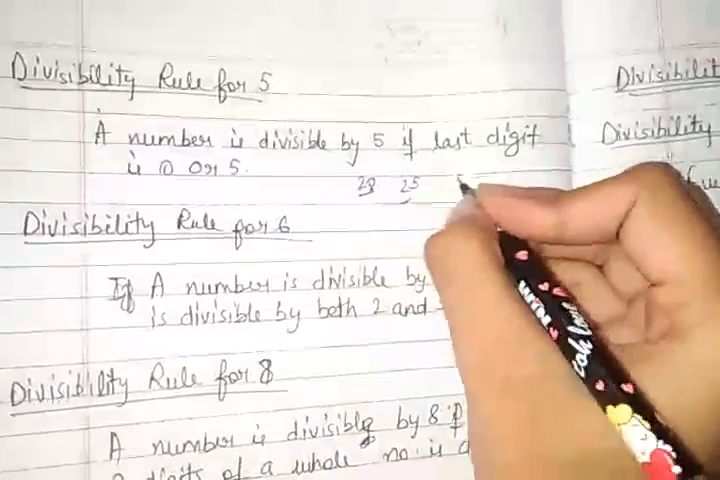 Divisibility Rule for 5
A number is divisible by 5 if last digit
is 0 or 5.
28 25
Divisibility Rule for 6
If A number is divisible by
is divisible by both 2 and
Divisibility Rule for 8
A number is divisible by 8 if
digits of a whole no. is
Divisibilit
Divisibility